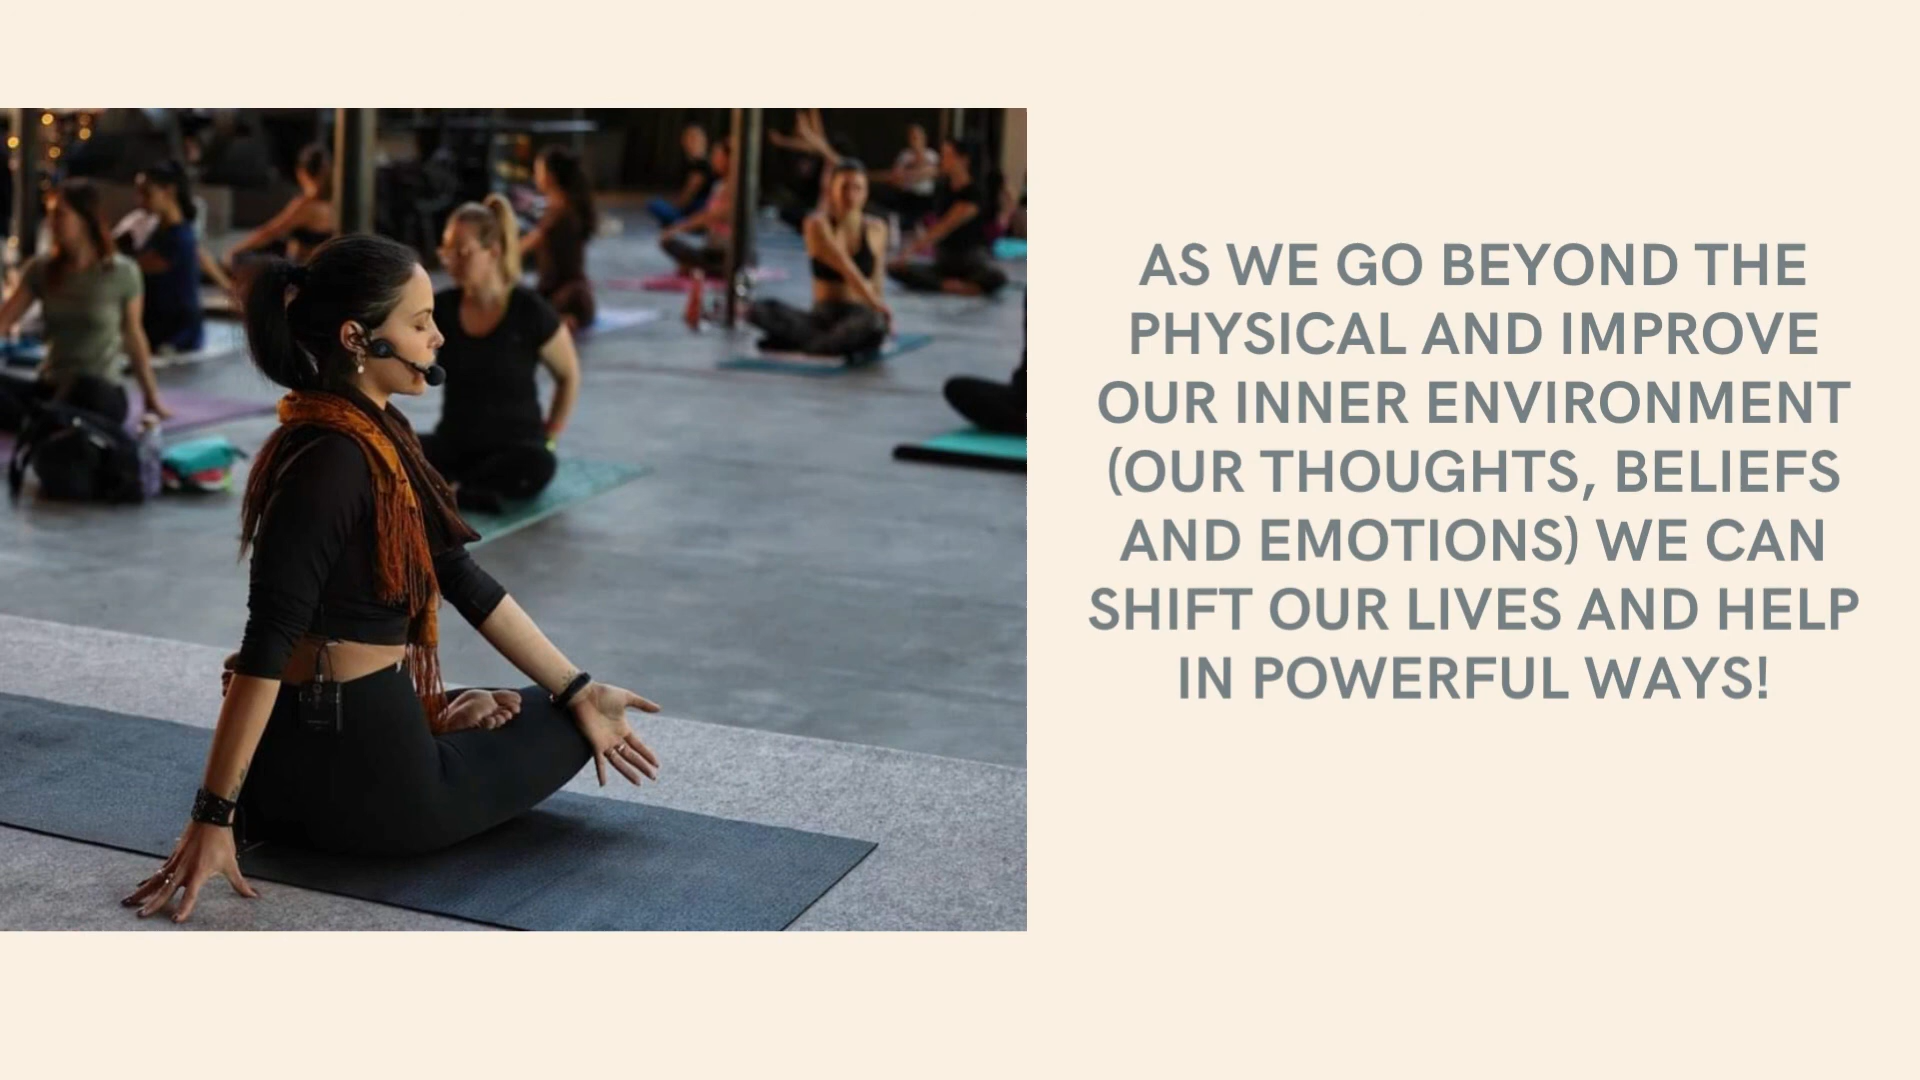 AS WE GO BEYOND THE
PHYSICAL AND IMPROVE
OUR INNER ENVIRONMENT
(OUR THOUGHTS, BELIEFS
AND EMOTIONS) WE CAN
SHIFT OUR LIVES AND HELP
IN POWERFUL WAYS!